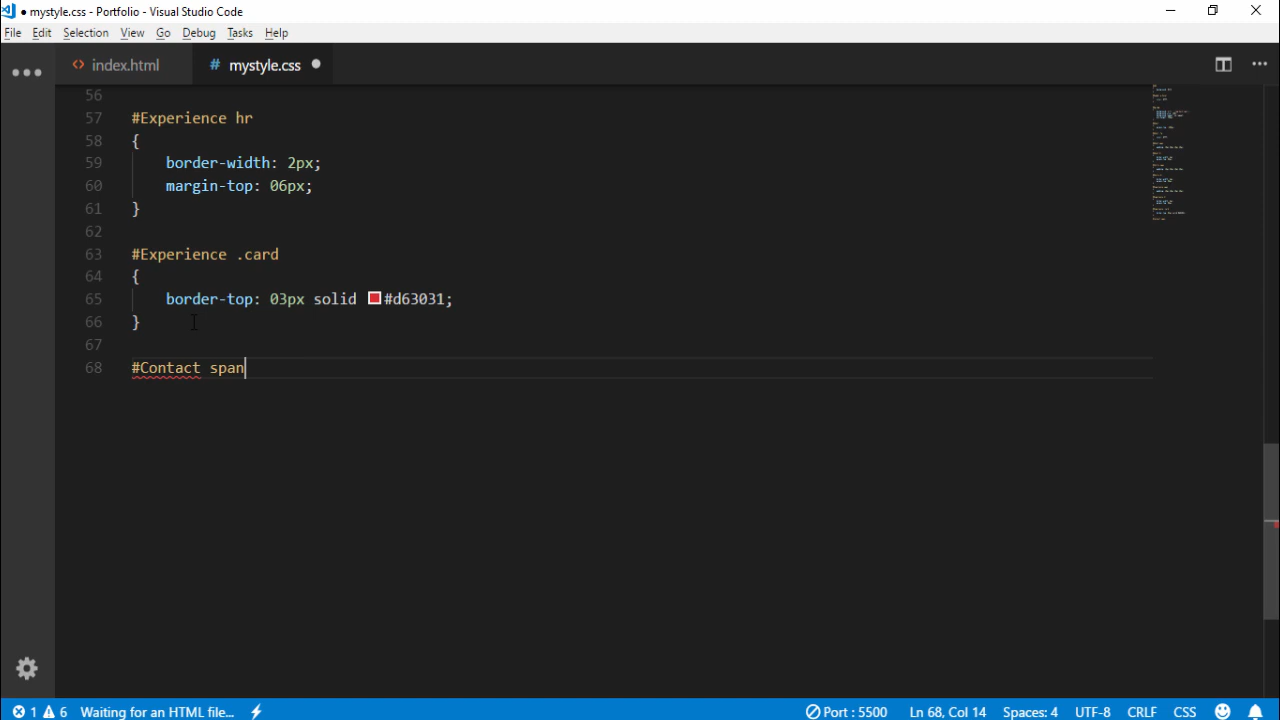 ● mystyle.css - Portfolio - Visual Studio Code
File Edit Selection View Go Debug Tasks Help
<> index.html # mystyle.css ●
56
57 #Experience hr
58 {
59 border-width: 2px;
60 margin-top: 06px;
61 }
62
63 #Experience .card
64 {
65 border-top: 03px solid #d63031;
66 }
67
68 #Contact span
1 6 Waiting for an HTML file... Port : 5500 Ln 68, Col 14 Spaces: 4 UTF-8 CRLF CSS